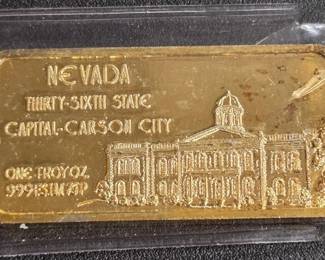 NEVADA
THIRTY-SIXTH STATE
CAPITAL-CARSON CITY
ONE TROY OZ.